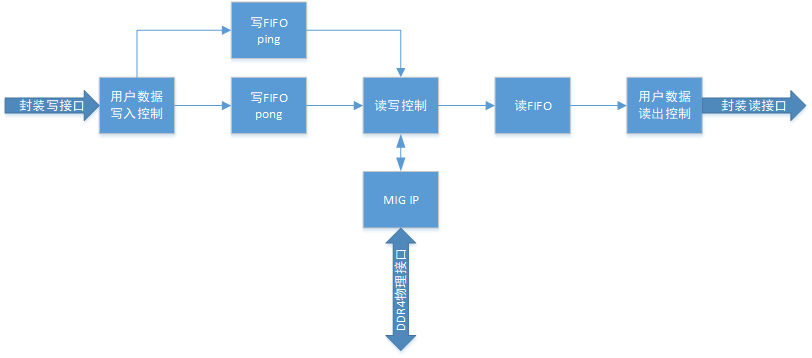 写FIFO
ping
封装写接口
用户数据
写入控制
写FIFO
pong
读写控制
读FIFO
用户数据
读出控制
封装读接口
MIG IP
DDR4物理接口